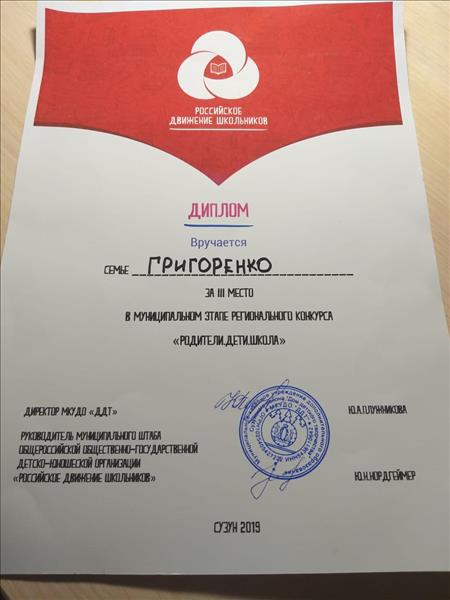 РОССИЙСКОЕ
ДВИЖЕНИЕ ШКОЛЬНИКОВ
ДИПЛОМ
Вручается
СЕМЬЕ ГРИГОРЕНКО
ЗА III МЕСТО
В МУНИЦИПАЛЬНОМ ЭТАПЕ РЕГИОНАЛЬНОГО КОНКУРСА
«РОДИТЕЛИ.ДЕТИ.ШКОЛА»
ДИРЕКТОР МКУДО «ДДТ» Ю.А.ПЛУЖНИКОВА
РУКОВОДИТЕЛЬ МУНИЦИПАЛЬНОГО ШТАБА
ОБЩЕРОССИЙСКОЙ ОБЩЕСТВЕННО-ГОСУДАРСТВЕННОЙ
ДЕТСКО-ЮНОШЕСКОЙ ОРГАНИЗАЦИИ
«РОССИЙСКОЕ ДВИЖЕНИЕ ШКОЛЬНИКОВ» Ю.Н.НОРДГЕЙМЕР
СУЗУН 2019